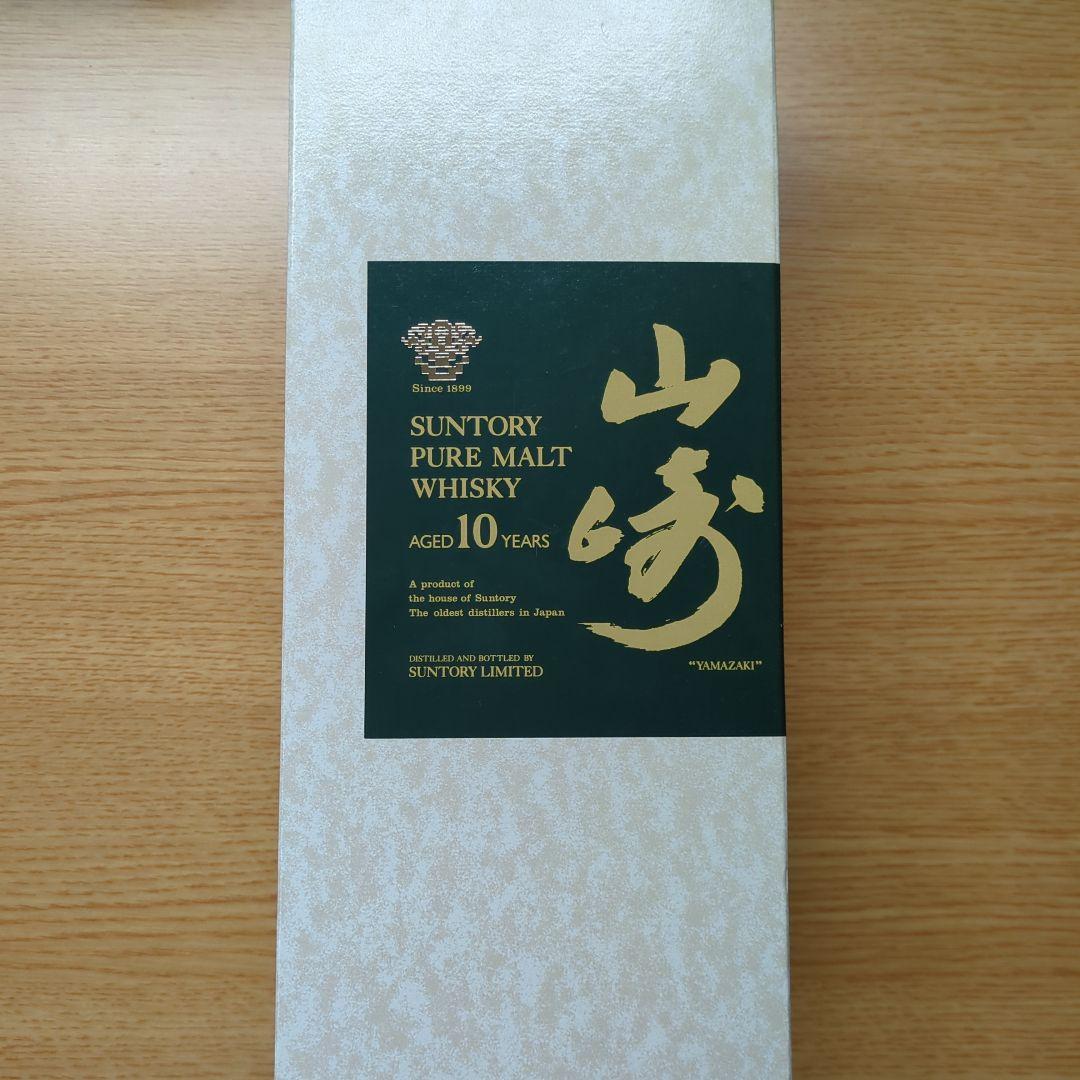 Since 1899
SUNTORY
PURE MALT
WHISKY
AGED 10 YEARS
A product of
the house of Suntory
The oldest distillers in Japan
DISTILLED AND BOTTLED BY
SUNTORY LIMITED
山崎
“YAMAZAKI”